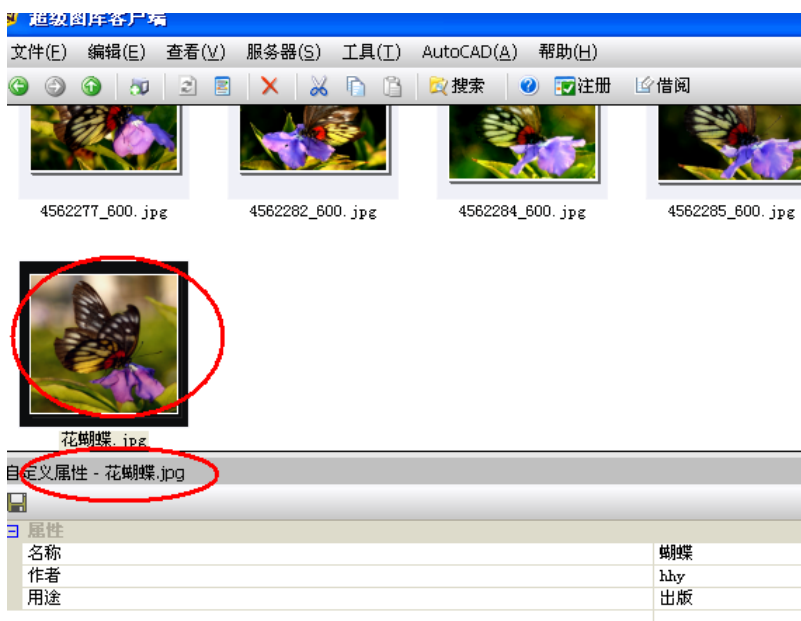 超级图库客户端
文件(F) 编辑(E) 查看(V) 服务器(S) 工具(T) AutoCAD(A) 帮助(H)
搜索 注册 借阅
4562277_600.jpg 4562282_600.jpg 4562284_600.jpg 4562285_600.jpg
花蝴蝶.jpg
自定义属性 - 花蝴蝶.jpg
属性
名称 蝴蝶
作者 hhy
用途 出版